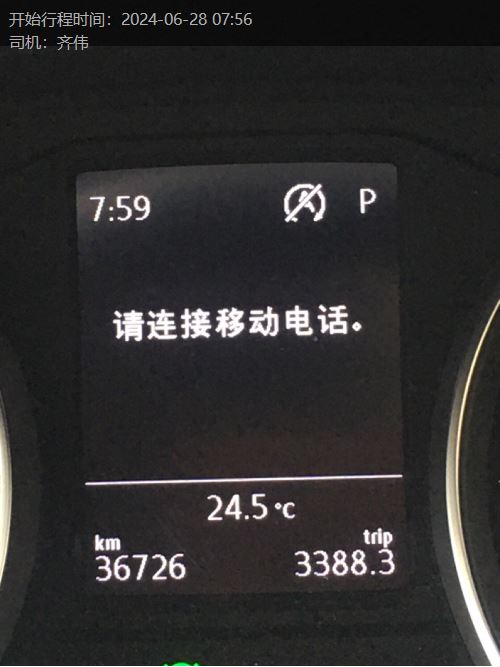 开始行程时间：2024-06-28 07:56
司机：齐伟
7:59 P
请连接移动电话。
24.5 °C
km trip
36726 3388.3